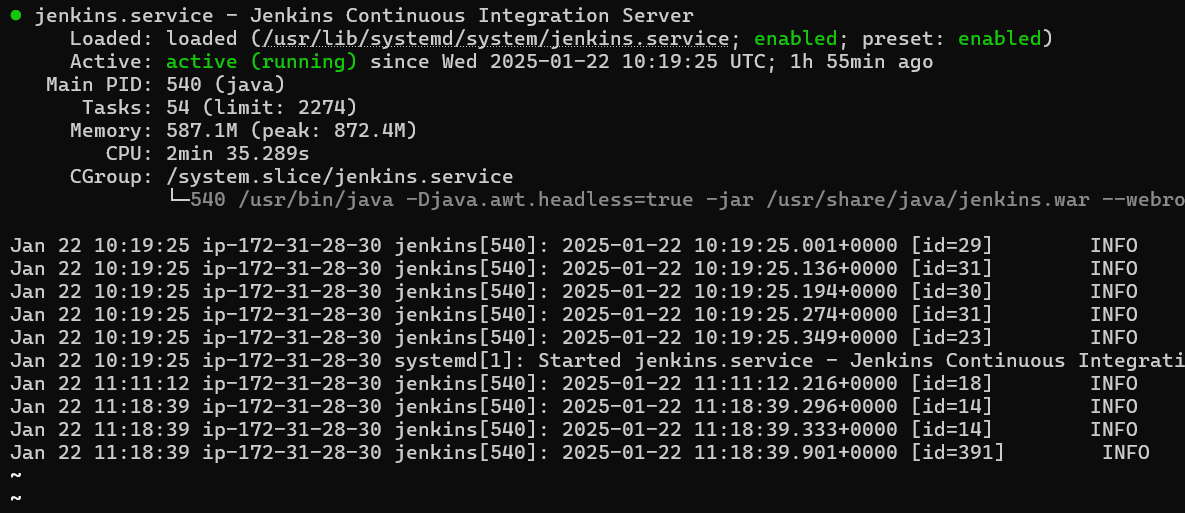 ● jenkins.service - Jenkins Continuous Integration Server
     Loaded: loaded (/usr/lib/systemd/system/jenkins.service; enabled; preset: enabled)
     Active: active (running) since Wed 2025-01-22 10:19:25 UTC; 1h 55min ago
   Main PID: 540 (java)
      Tasks: 54 (limit: 2274)
     Memory: 587.1M (peak: 872.4M)
        CPU: 2min 35.289s
     CGroup: /system.slice/jenkins.service
             └─540 /usr/bin/java -Djava.awt.headless=true -jar /usr/share/java/jenkins.war --webro

Jan 22 10:19:25 ip-172-31-28-30 jenkins[540]: 2025-01-22 10:19:25.001+0000 [id=29]        INFO
Jan 22 10:19:25 ip-172-31-28-30 jenkins[540]: 2025-01-22 10:19:25.136+0000 [id=31]        INFO
Jan 22 10:19:25 ip-172-31-28-30 jenkins[540]: 2025-01-22 10:19:25.194+0000 [id=30]        INFO
Jan 22 10:19:25 ip-172-31-28-30 jenkins[540]: 2025-01-22 10:19:25.274+0000 [id=31]        INFO
Jan 22 10:19:25 ip-172-31-28-30 jenkins[540]: 2025-01-22 10:19:25.349+0000 [id=23]        INFO
Jan 22 10:19:25 ip-172-31-28-30 systemd[1]: Started jenkins.service - Jenkins Continuous Integrati
Jan 22 11:11:12 ip-172-31-28-30 jenkins[540]: 2025-01-22 11:11:12.216+0000 [id=18]        INFO
Jan 22 11:18:39 ip-172-31-28-30 jenkins[540]: 2025-01-22 11:18:39.296+0000 [id=14]        INFO
Jan 22 11:18:39 ip-172-31-28-30 jenkins[540]: 2025-01-22 11:18:39.333+0000 [id=14]        INFO
Jan 22 11:18:39 ip-172-31-28-30 jenkins[540]: 2025-01-22 11:18:39.901+0000 [id=391]        INFO
~
~